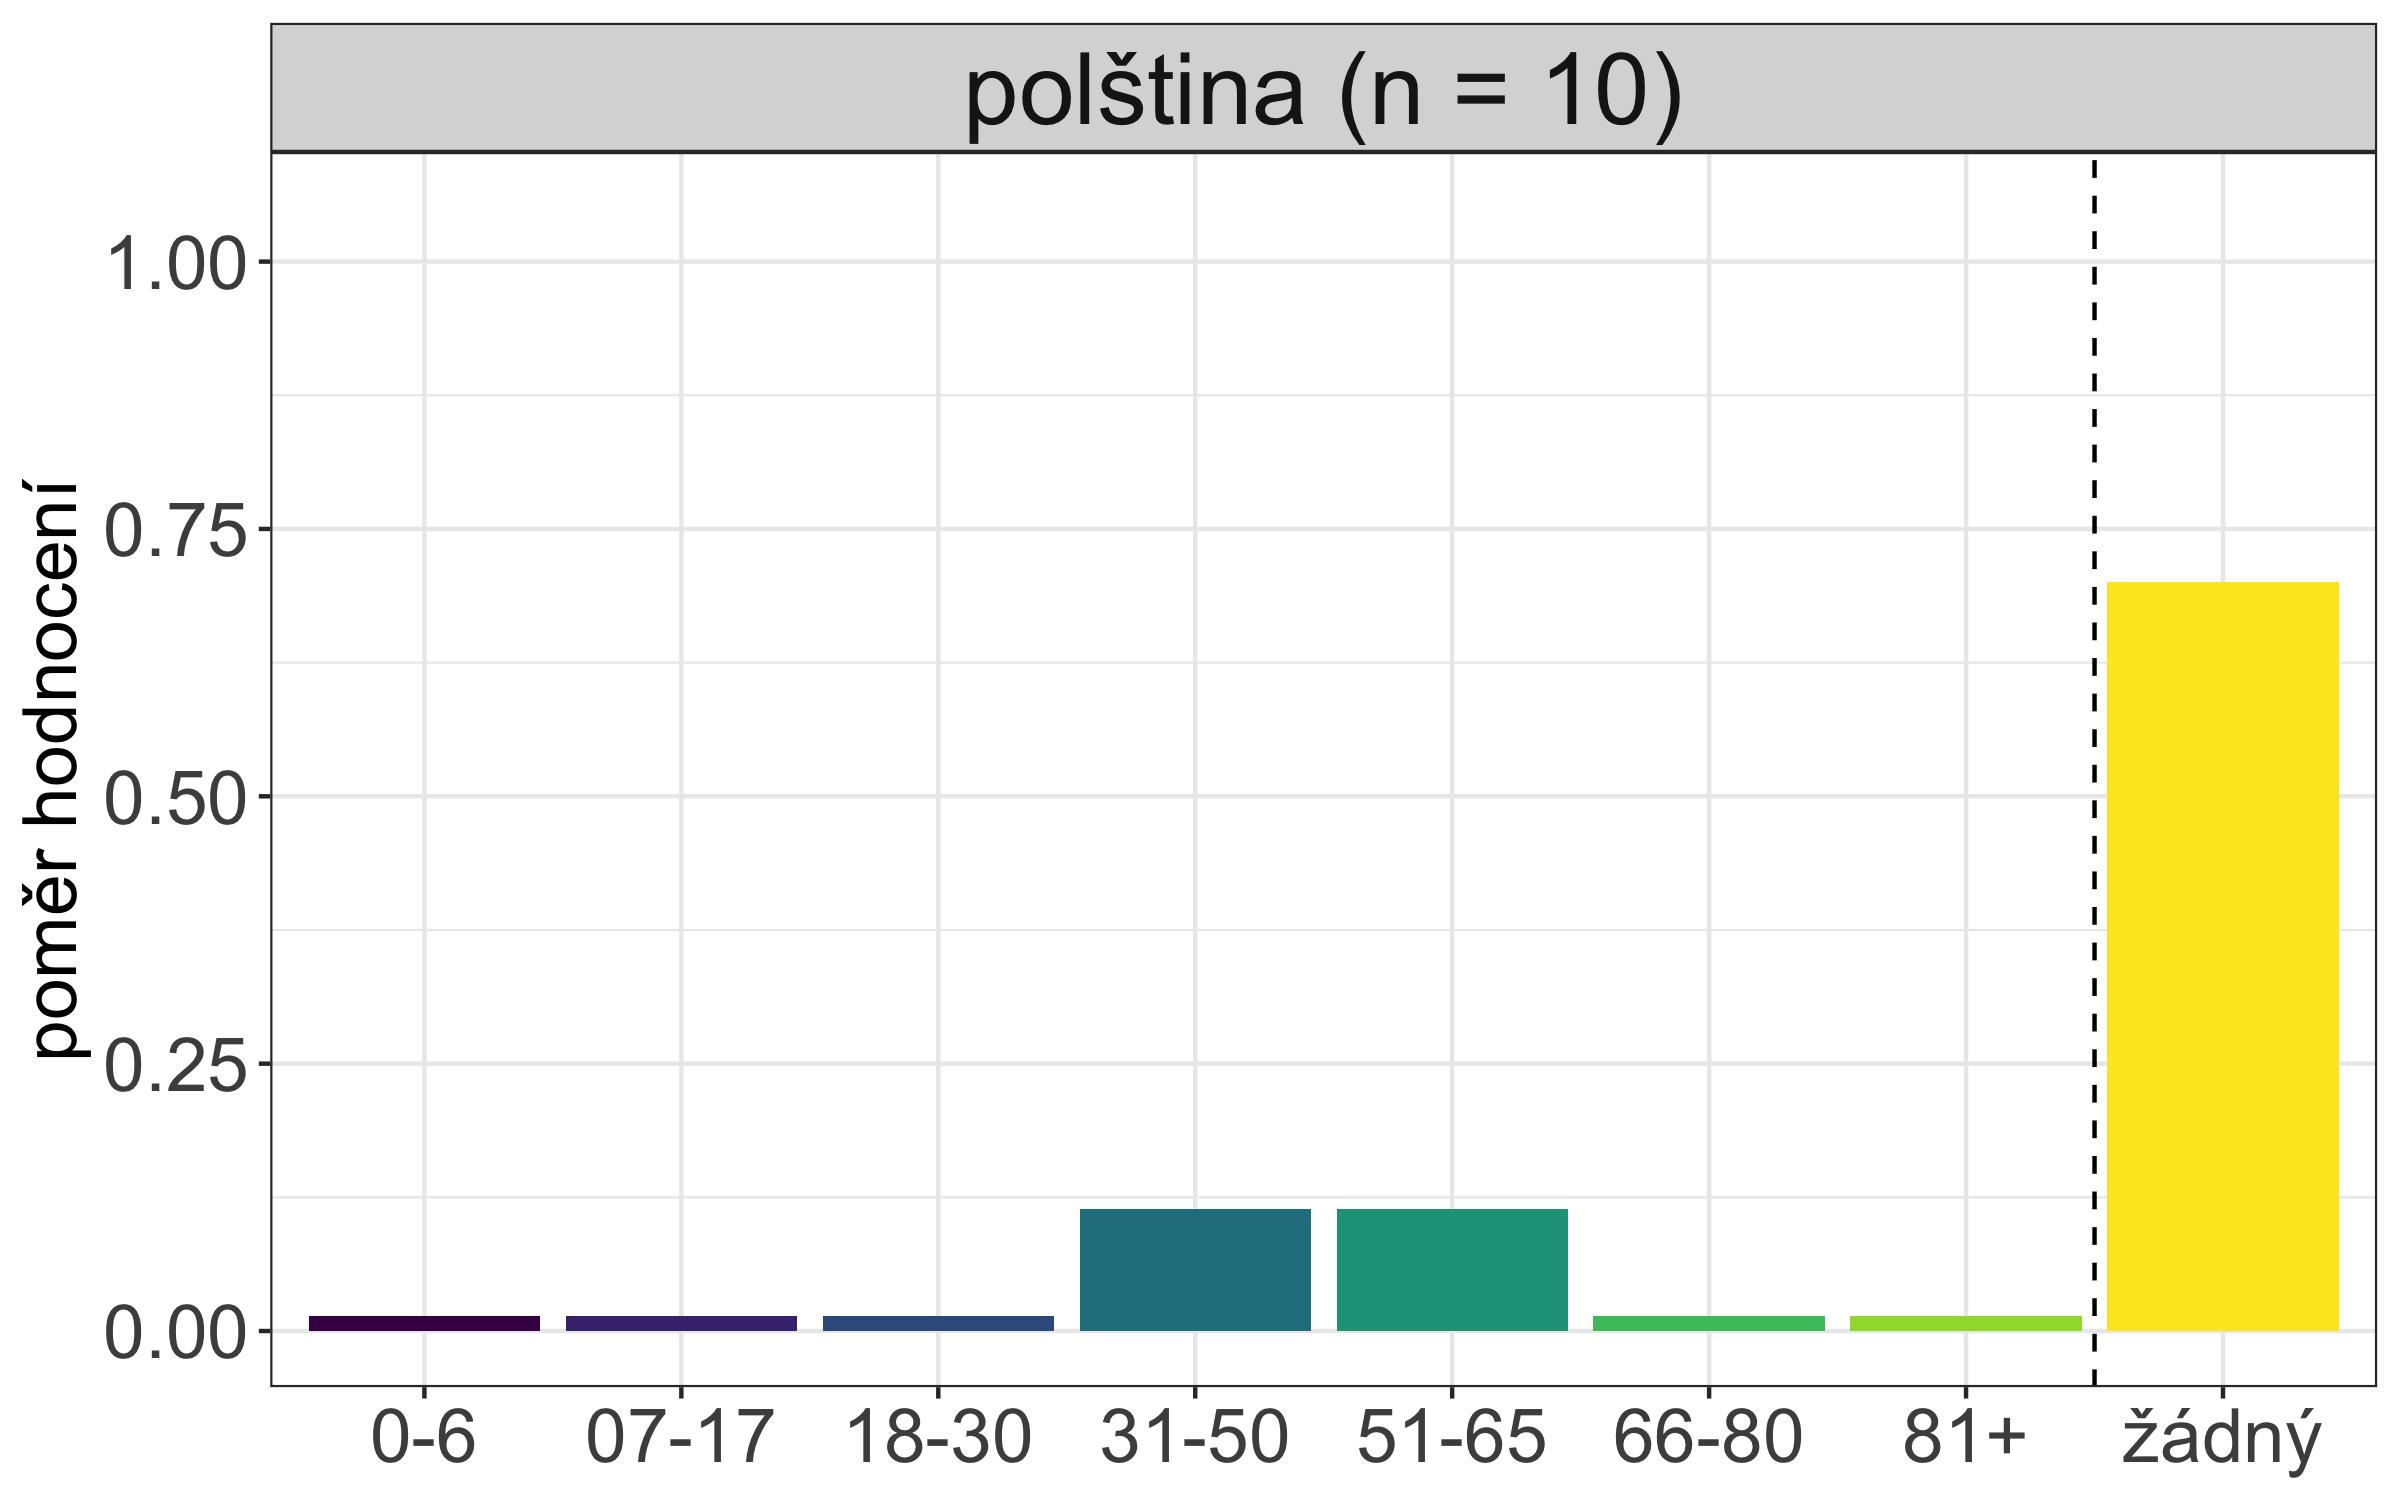 polština (n = 10)
poměr hodnocení
1.00
0.75
0.50
0.25
0.00
0-6 07-17 18-30 31-50 51-65 66-80 81+ žádný